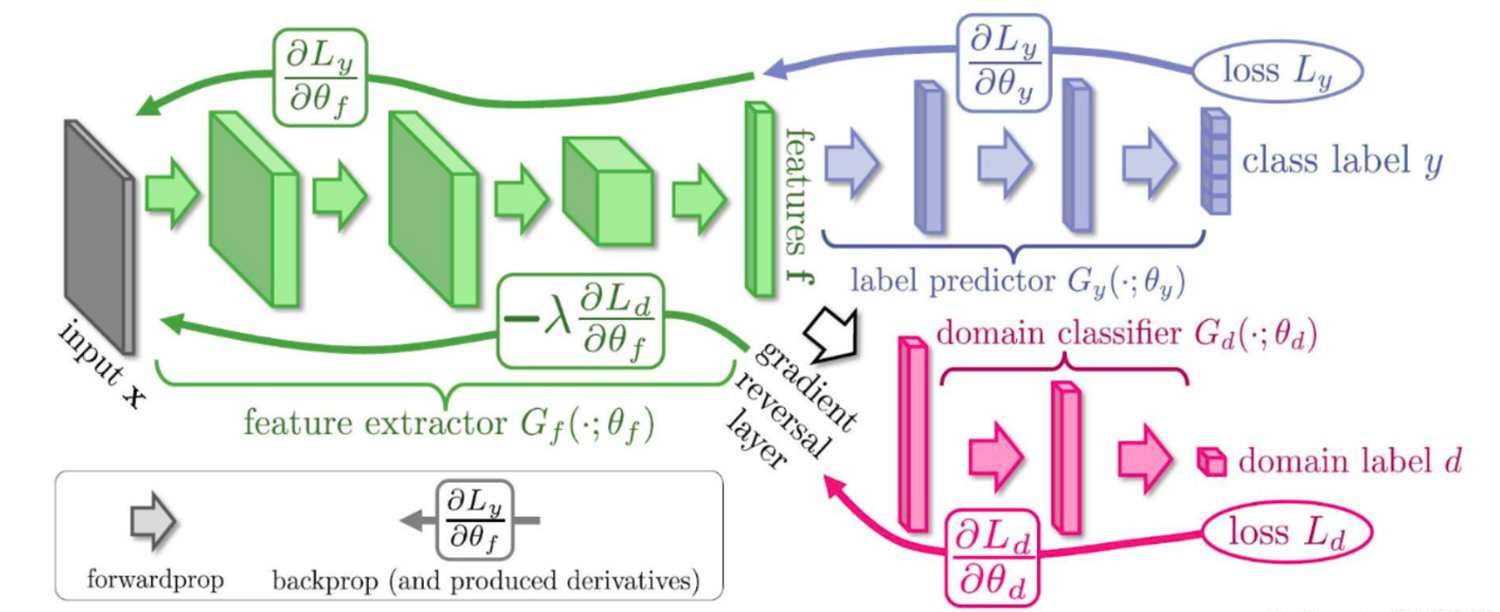 ∂L_y/∂θ_f
∂L_y/∂θ_y
loss L_y
features f
class label y
label predictor G_y(·;θ_y)
−λ ∂L_d/∂θ_f
input x
gradient
reversal
layer
domain classifier G_d(·;θ_d)
feature extractor G_f(·;θ_f)
domain label d
loss L_d
∂L_d/∂θ_d
∂L_y/∂θ_f
forwardprop
backprop (and produced derivatives)